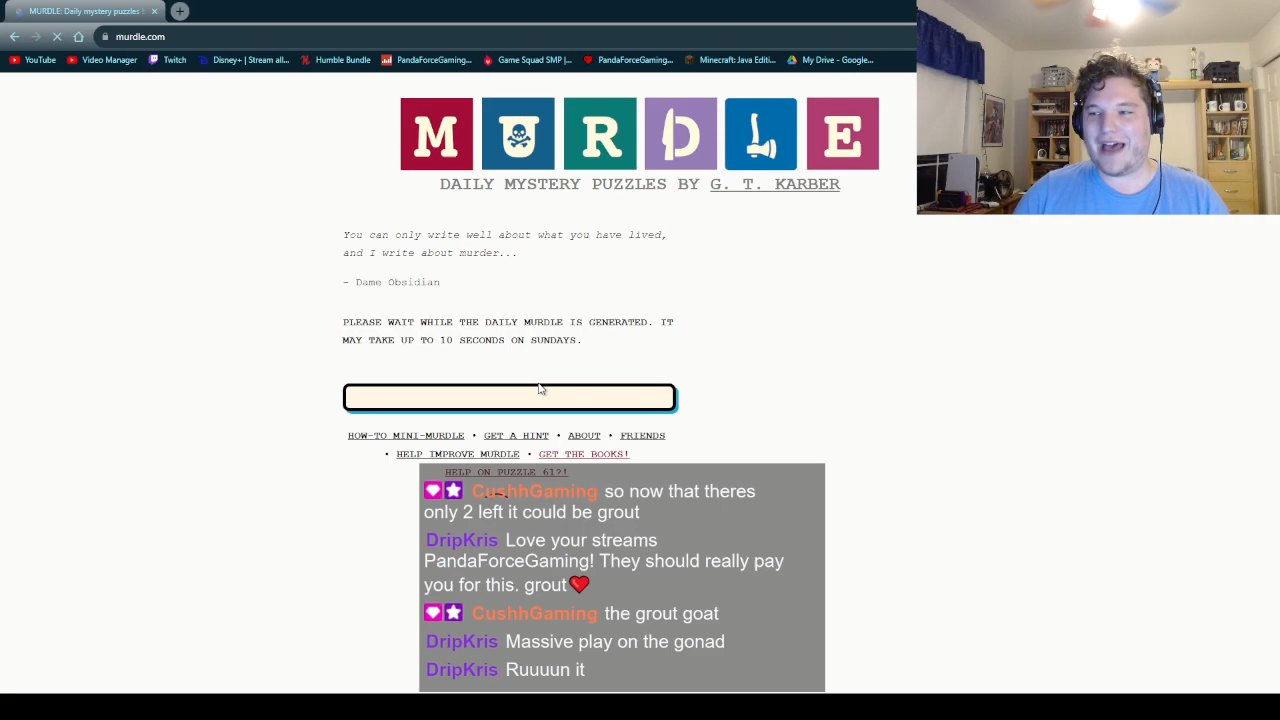 MURDLE: Daily mystery puzzles
murdle.com
YouTube Video Manager Twitch Disney+ | Stream all... Humble Bundle PandaForceGaming... Game Squad SMP |... PandaForceGaming... Minecraft: Java Editi... My Drive - Google...
MURDLE
DAILY MYSTERY PUZZLES BY G. T. KARBER
You can only write well about what you have lived,
and I write about murder...
– Dame Obsidian
PLEASE WAIT WHILE THE DAILY MURDLE IS GENERATED. IT
MAY TAKE UP TO 10 SECONDS ON SUNDAYS.
HOW-TO MINI-MURDLE • GET A HINT • ABOUT • FRIENDS
• HELP IMPROVE MURDLE • GET THE BOOKS!
HELP ON PUZZLE 61?!
CushhGaming so now that theres
only 2 left it could be grout
DripKris Love your streams
PandaForceGaming! They should really pay
you for this. grout❤️
CushhGaming the grout goat
DripKris Massive play on the gonad
DripKris Ruuuun it